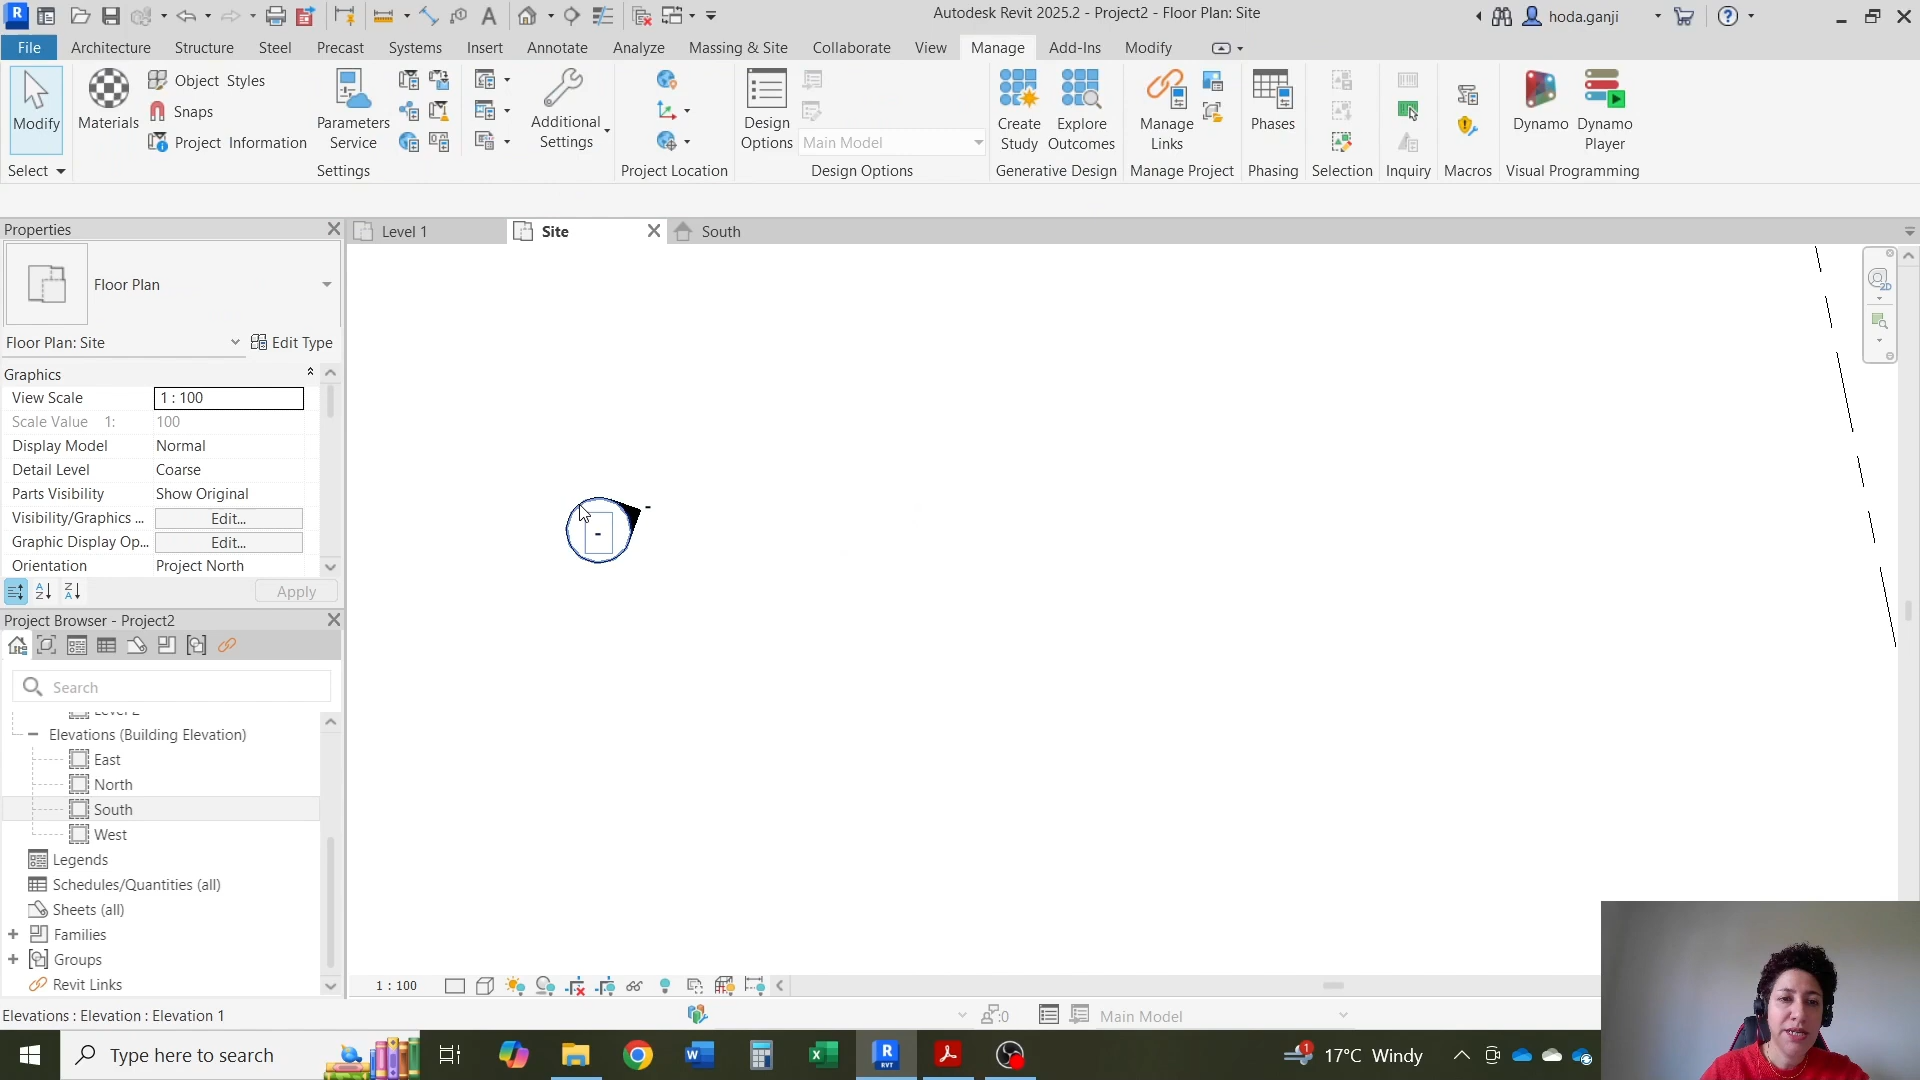 Autodesk Revit 2025.2 - Project2 - Floor Plan: Site
hoda.ganji
File
Architecture
Structure
Steel
Precast
Systems
Insert
Annotate
Analyze
Massing & Site
Collaborate
View
Manage
Add-Ins
Modify
Modify
Materials
Object Styles
Snaps
Project Information
Parameters
Service
Additional
Settings
Design
Options
Main Model
Create
Study
Explore
Outcomes
Manage
Links
Phases
Dynamo
Dynamo
Player
Select
Settings
Project Location
Design Options
Generative Design
Manage Project
Phasing
Selection
Inquiry
Macros
Visual Programming
Properties
Level 1
Site
South
Floor Plan
Floor Plan: Site
Edit Type
Graphics
View Scale
1 : 100
Scale Value 1:
100
Display Model
Normal
Detail Level
Coarse
Parts Visibility
Show Original
Visibility/Graphics ...
Edit...
Graphic Display Op...
Edit...
Orientation
Project North
Apply
Project Browser - Project2
Search
Elevations (Building Elevation)
East
North
South
West
Legends
Schedules/Quantities (all)
Sheets (all)
Families
Groups
Revit Links
1 : 100
Elevations : Elevation : Elevation 1
:0
Main Model
Type here to search
17°C Windy